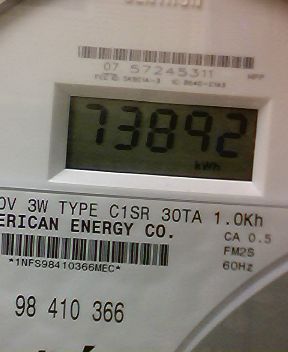 07 57245311
73892
kWh
0V 3W TYPE C1SR 30TA 1.0Kh
ERICAN ENERGY CO.
CA 0.5
FM2S
60Hz
*1NFS98410366MEC*
98 410 366